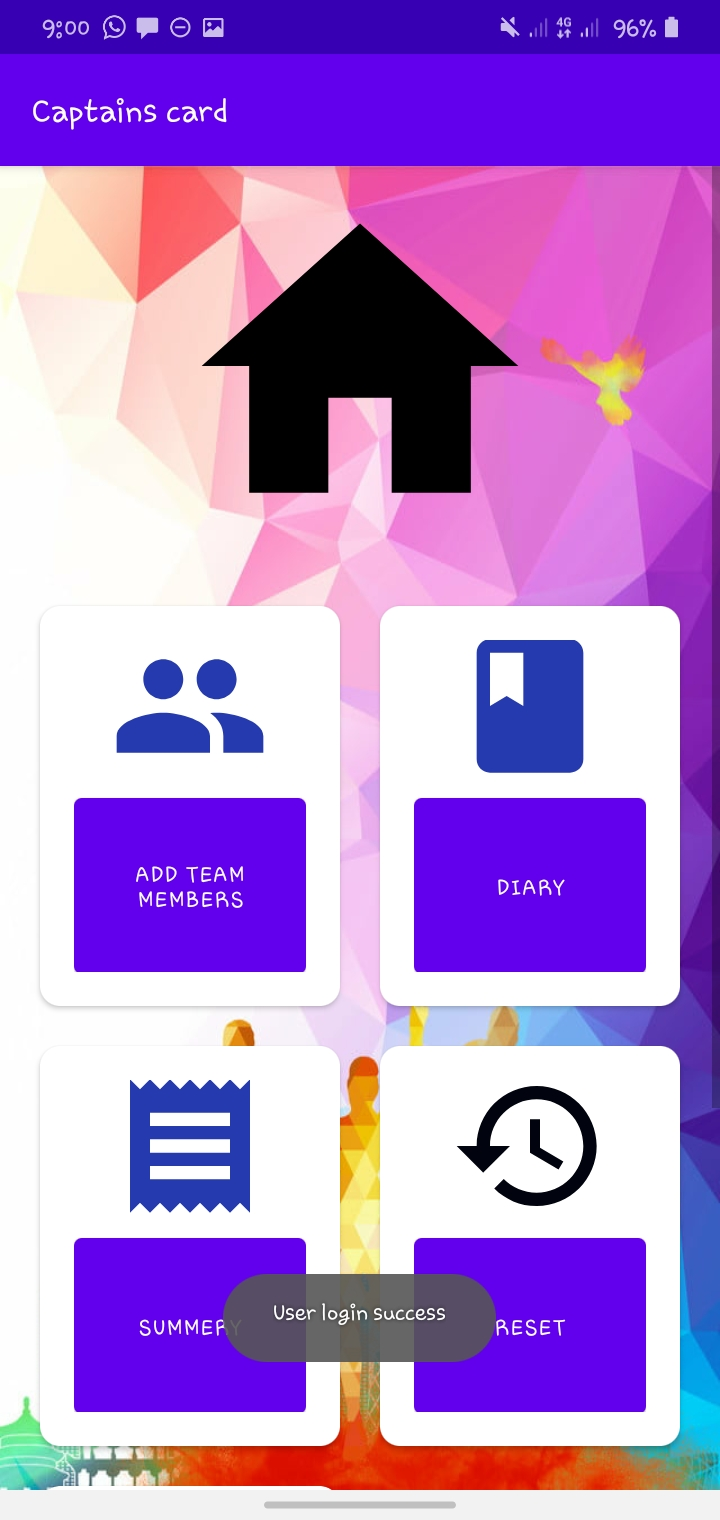 9:00 4G 96%
Captains card
ADD TEAM
MEMBERS
DIARY
SUMMERY
RESET
User login success